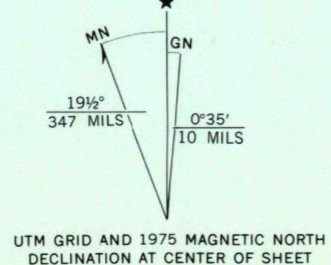 MN
GN
19½°
347 MILS
0°35′
10 MILS
UTM GRID AND 1975 MAGNETIC NORTH
DECLINATION AT CENTER OF SHEET